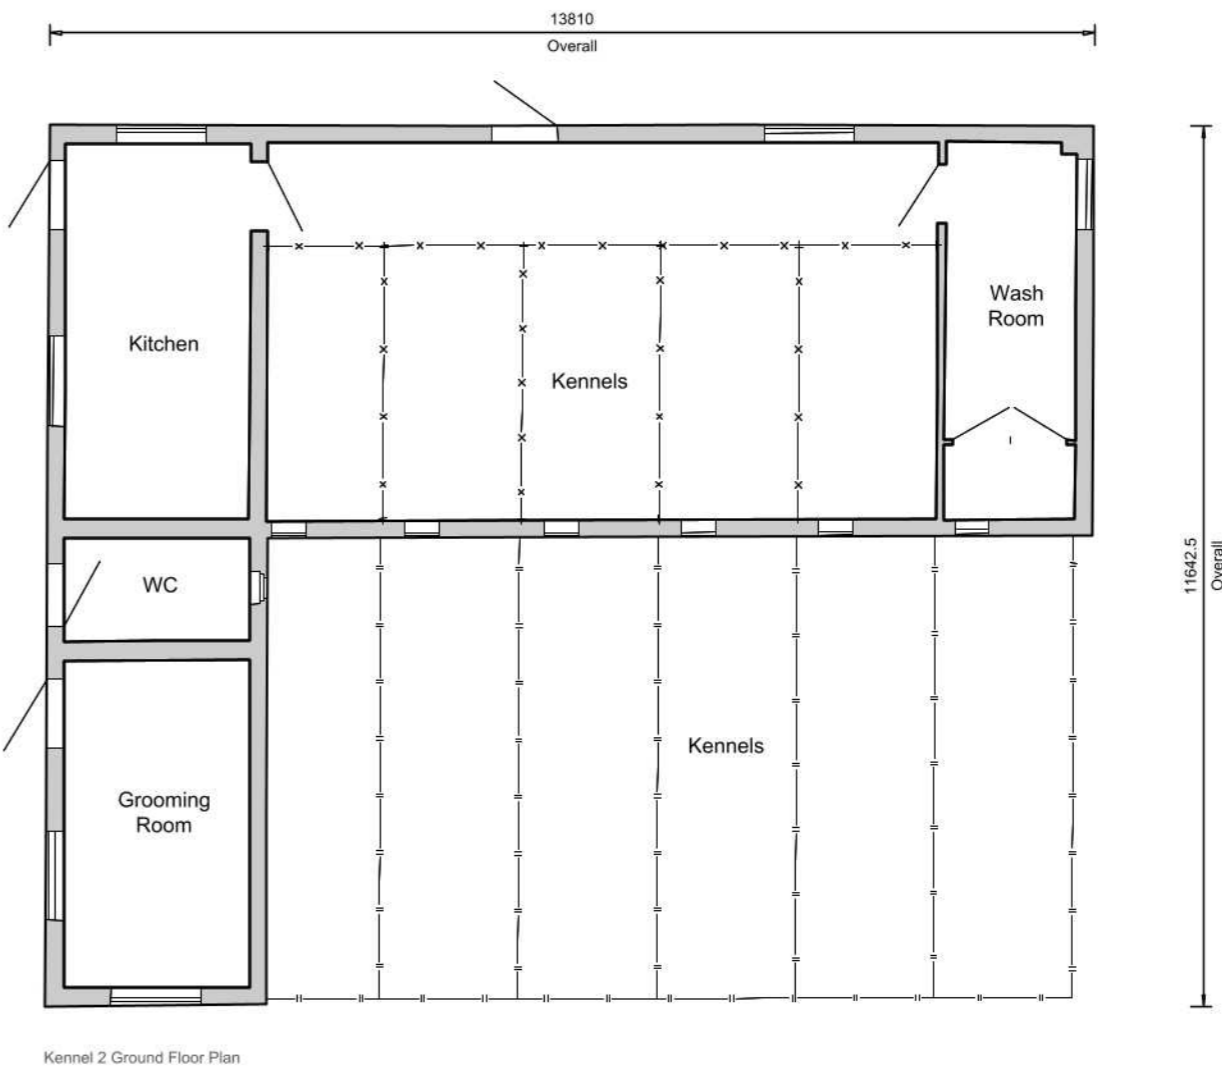 13810
Overall
Wash
Room
Kitchen
Kennels
WC
11642.5
Overall
Kennels
Grooming
Room
Kennel 2 Ground Floor Plan